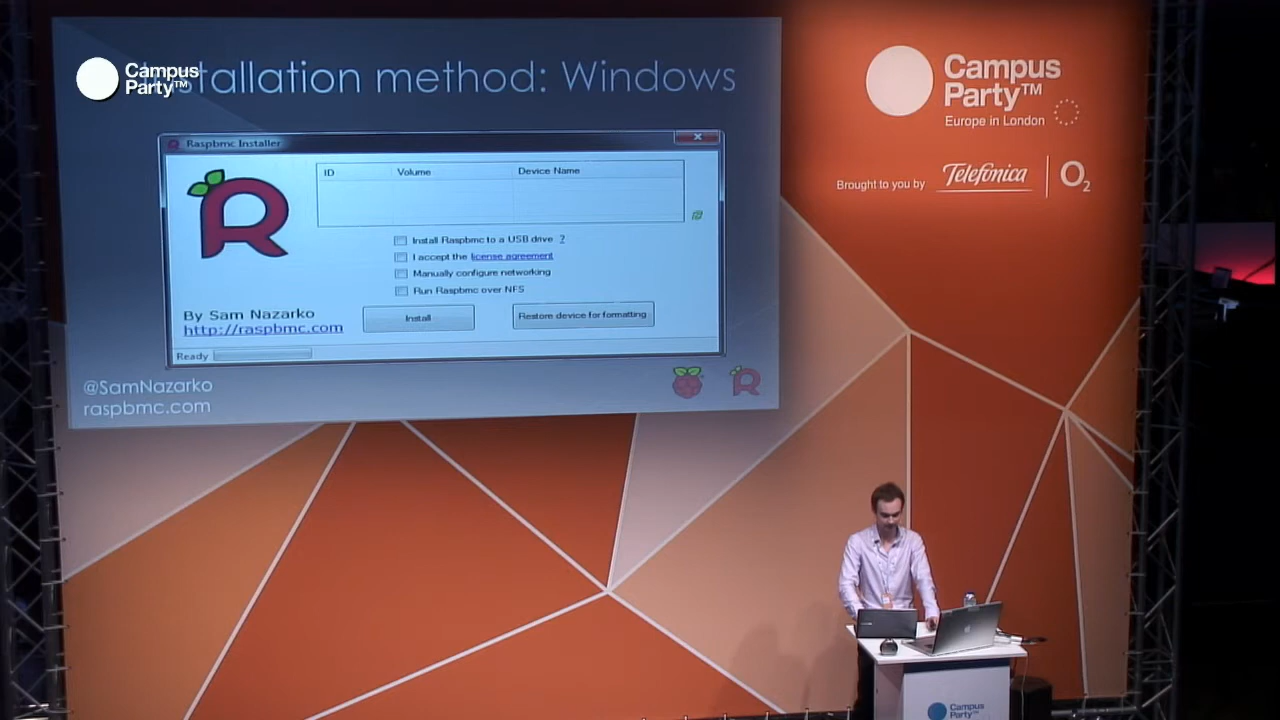 Installation method: Windows
Campus
Party™
Raspbmc Installer
ID Volume Device Name
Install Raspbmc to a USB drive ?
I accept the license agreement
Manually configure networking
Run Raspbmc over NFS
By Sam Nazarko
http://raspbmc.com
Install
Restore device for formatting
Ready
@SamNazarko
raspbmc.com
Campus
Party™
Europe in London
Brought to you by Telefónica O2
Campus
Party™